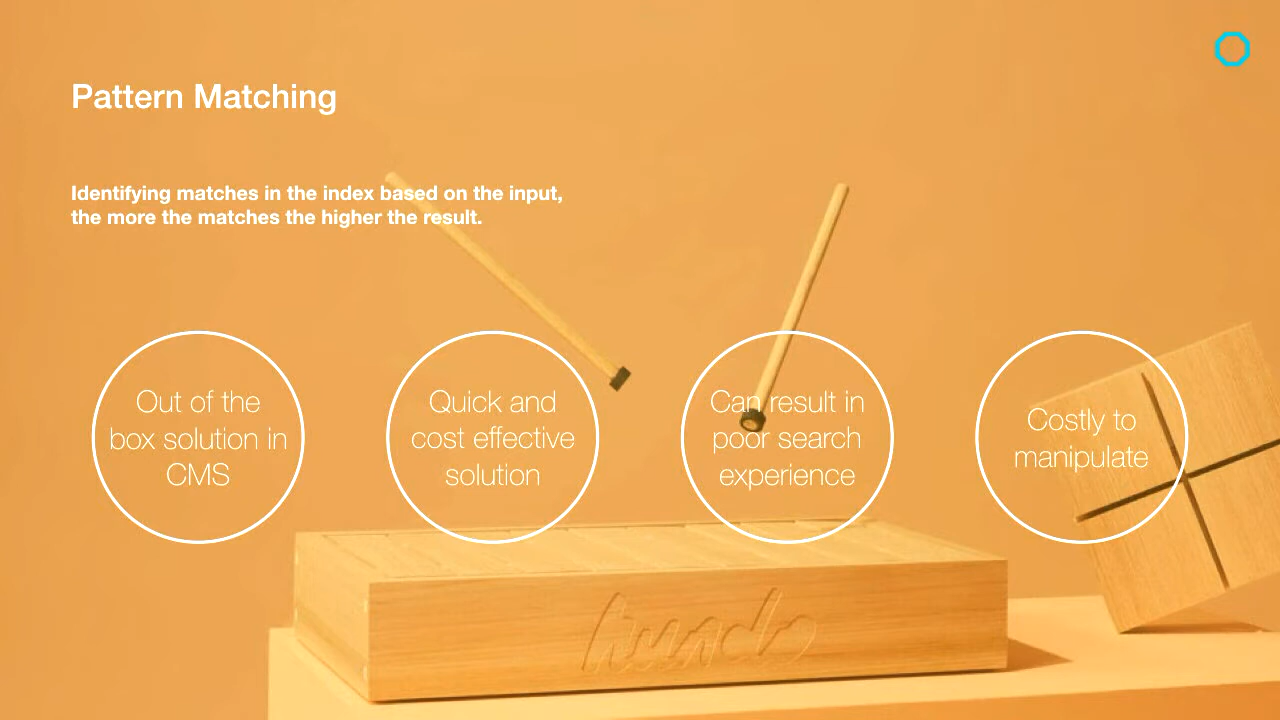 Pattern Matching
Identifying matches in the index based on the input,
the more the matches the higher the result.
Out of the
box solution in
CMS
Quick and
cost effective
solution
Can result in
poor search
experience
Costly to
manipulate